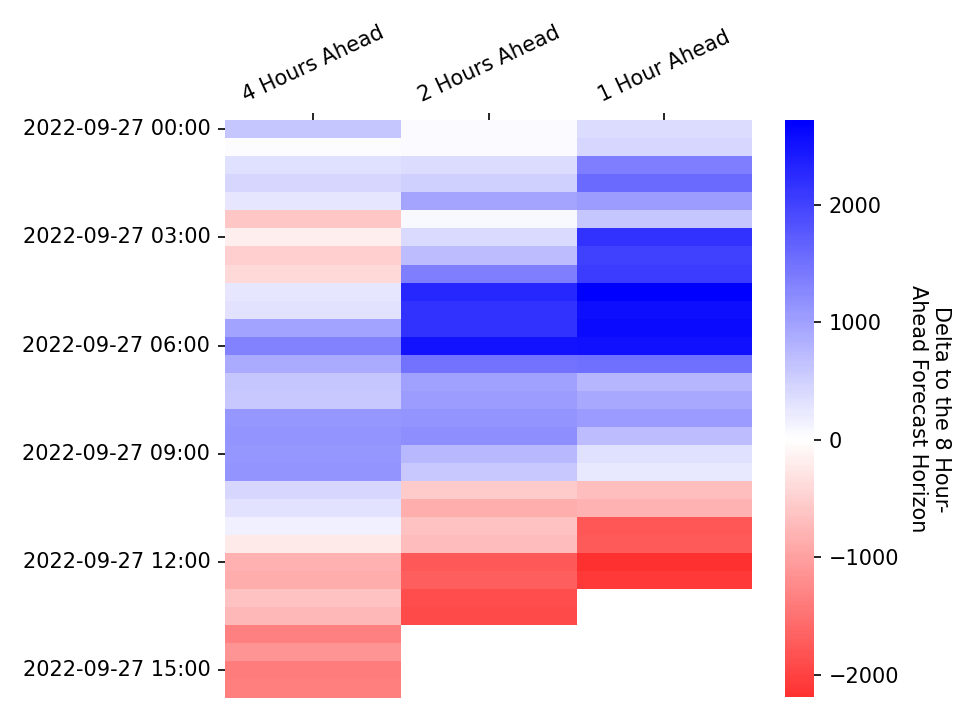 4 Hours Ahead
2 Hours Ahead
1 Hour Ahead
2022-09-27 00:00
2022-09-27 03:00
2022-09-27 06:00
2022-09-27 09:00
2022-09-27 12:00
2022-09-27 15:00
2000
1000
0
−1000
−2000
Delta to the 8 Hour-
Ahead Forecast Horizon